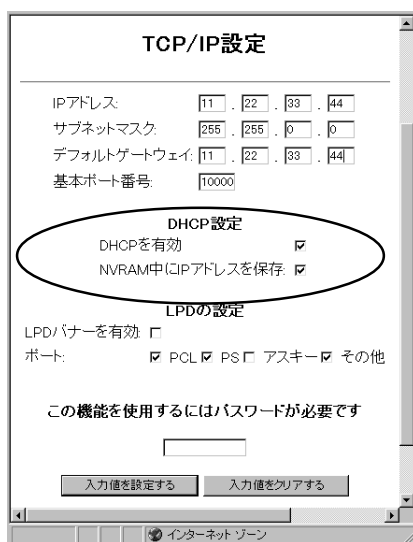 TCP/IP設定
IPアドレス: 11 . 22 . 33 . 44
サブネットマスク: 255 . 255 . 0 . 0
デフォルトゲートウェイ: 11 . 22 . 33 . 44
基本ポート番号: 10000
DHCP設定
DHCPを有効
NVRAM中にIPアドレスを保存:
LPDの設定
LPDバナーを有効:
ポート: PCL PS アスキー その他
この機能を使用するにはパスワードが必要です
入力値を設定する 入力値をクリアする
インターネット ゾーン